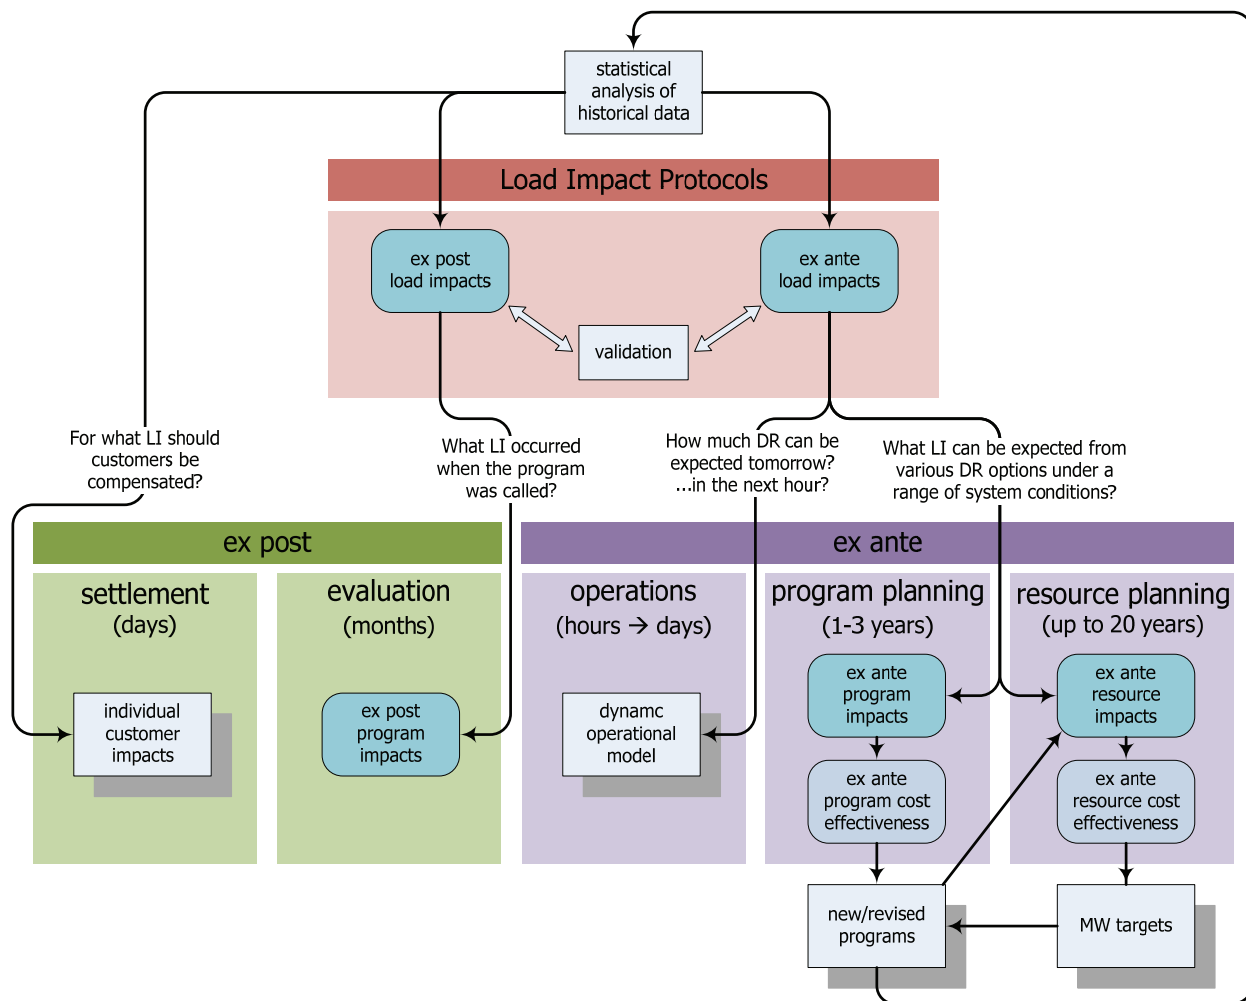 statistical
analysis of
historical data
Load Impact Protocols
ex post
load impacts
ex ante
load impacts
validation
For what LI should
customers be
compensated?
What LI occurred
when the program
was called?
How much DR can be
expected tomorrow?
...in the next hour?
What LI can be expected from
various DR options under a
range of system conditions?
ex post
ex ante
settlement
(days)
evaluation
(months)
operations
(hours → days)
program planning
(1-3 years)
resource planning
(up to 20 years)
individual
customer
impacts
ex post
program
impacts
dynamc
operational
model
ex ante
program
impacts
ex ante
resource
impacts
ex ante
program cost
effectiveness
ex ante
resource cost
effectiveness
new/revised
programs
MW targets